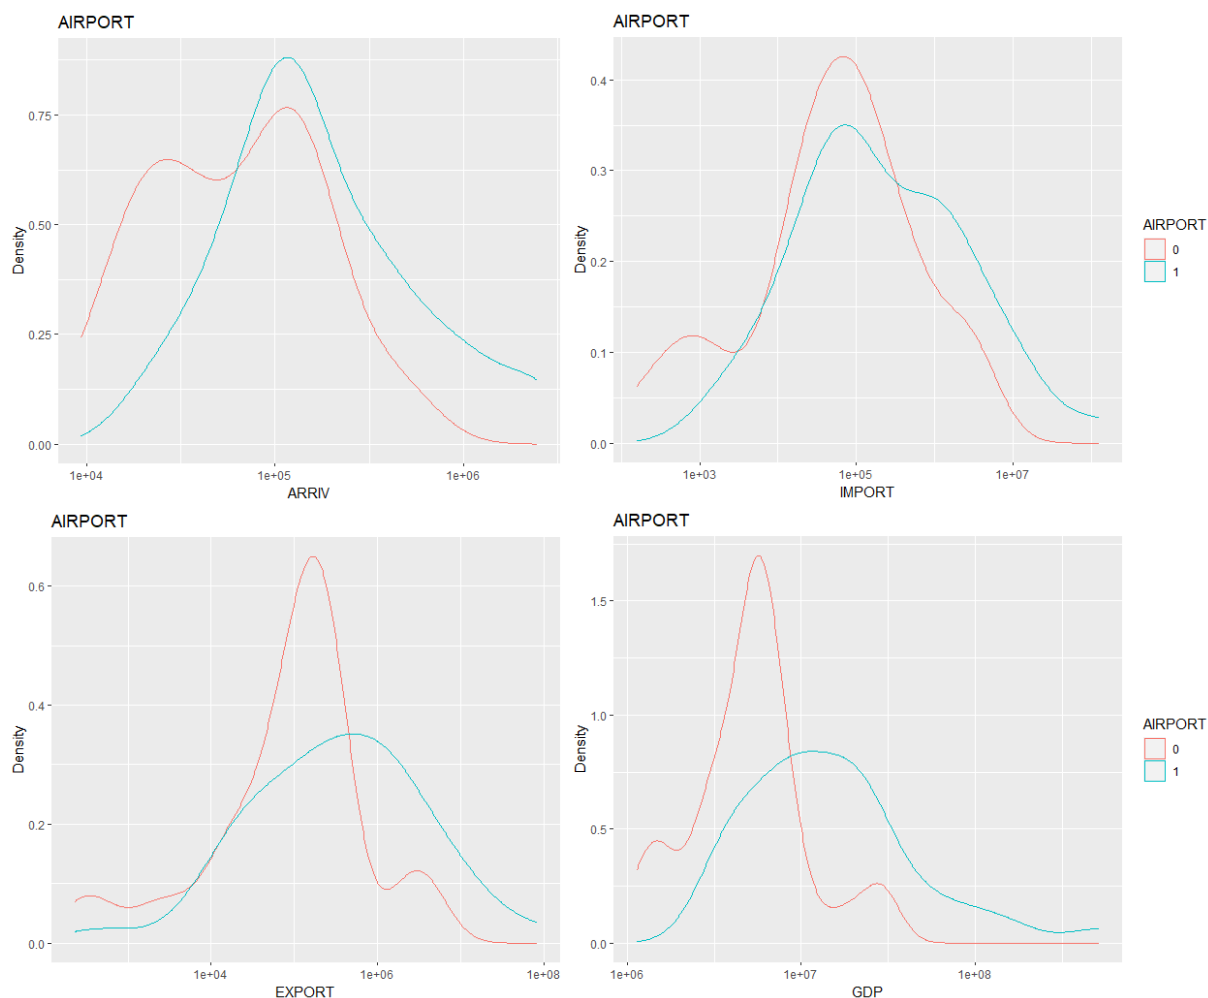 AIRPORT
0.75
0.50
0.25
0.00
Density
1e+04 1e+05 1e+06
ARRIV
AIRPORT
0.4
0.3
0.2
0.1
0.0
Density
1e+03 1e+05 1e+07
IMPORT
AIRPORT
0
1
AIRPORT
0.6
0.4
0.2
0.0
Density
1e+04 1e+06 1e+08
EXPORT
AIRPORT
1.5
1.0
0.5
0.0
Density
1e+06 1e+07 1e+08
GDP
AIRPORT
0
1